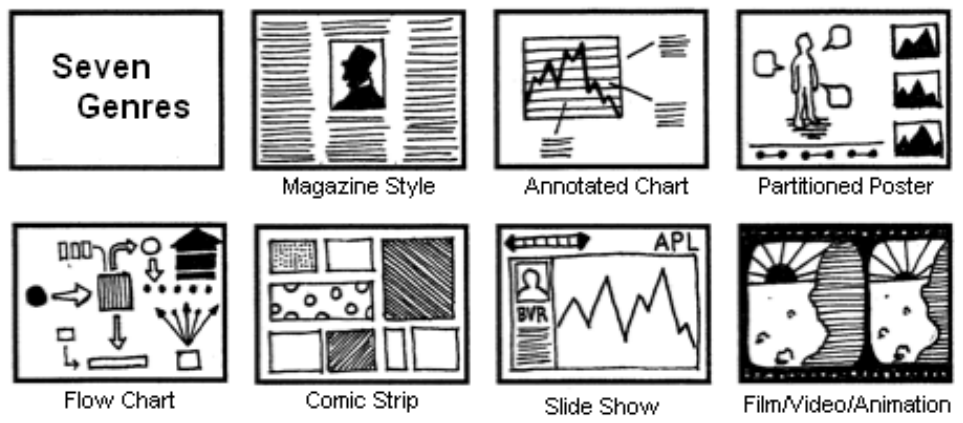 Seven
Genres
Magazine Style
Annotated Chart
Partitioned Poster
APL
BVR
Flow Chart
Comic Strip
Slide Show
Film/Video/Animation